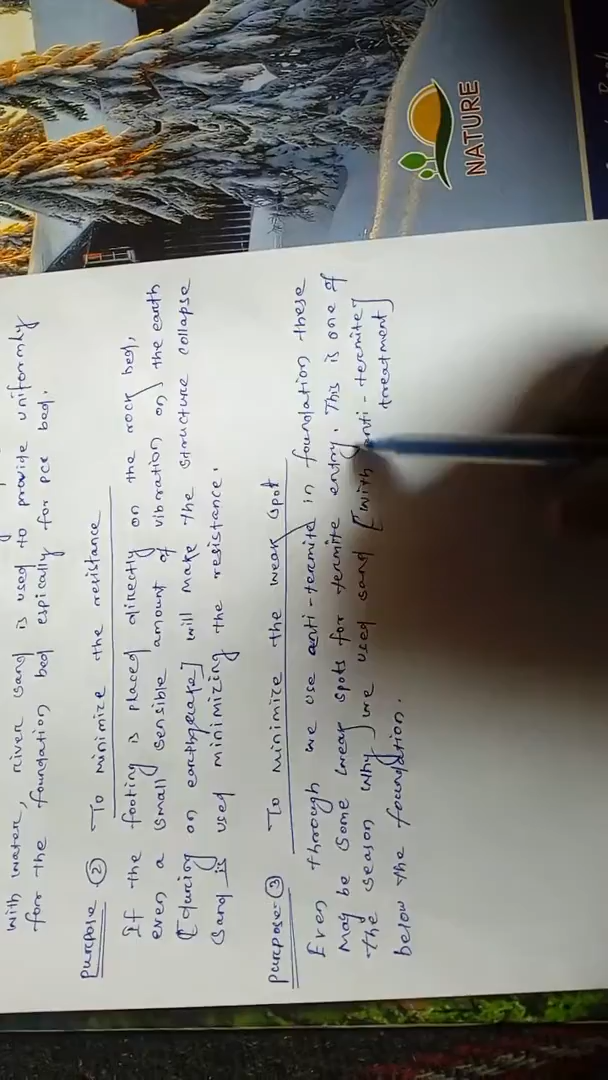 with water, river sand is used to provide uniformly
for the foundation bed espically for pcc bed.
purpose ② To minimize the resistance
If the footing is placed directly on the rock bed,
even a small sensible amount of vibration on the earth
[during on earthquake] will make the structure collapse
sand is used minimizing the resistance.
purpose-③ To minimize the weak spot
Even through we use anti-termite in foundation these
may be some weak spots for termite entry. This is one of
the season why we used sand [with anti-termite
treatment]
below the foundation.
NATURE